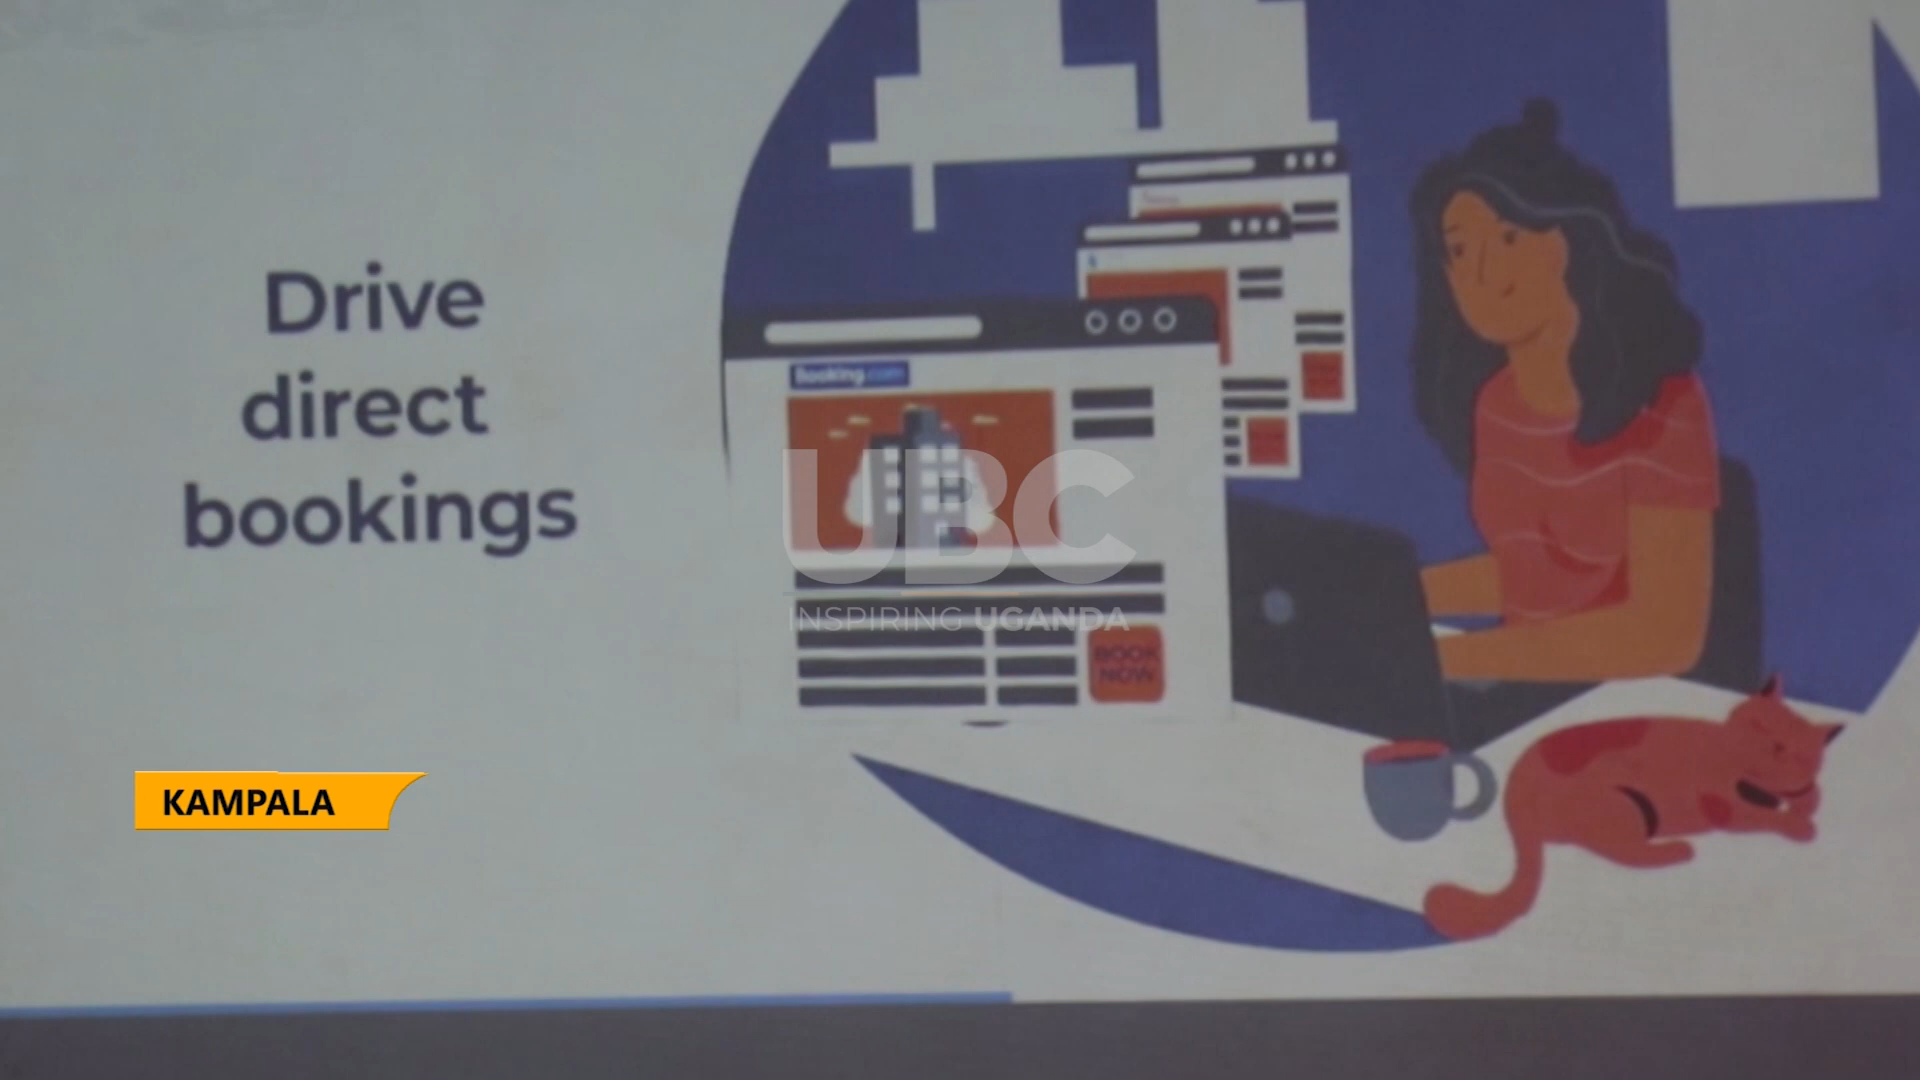 Drive
direct
bookings
Booking.com
BOOK
NOW
UBC
INSPIRING UGANDA
KAMPALA